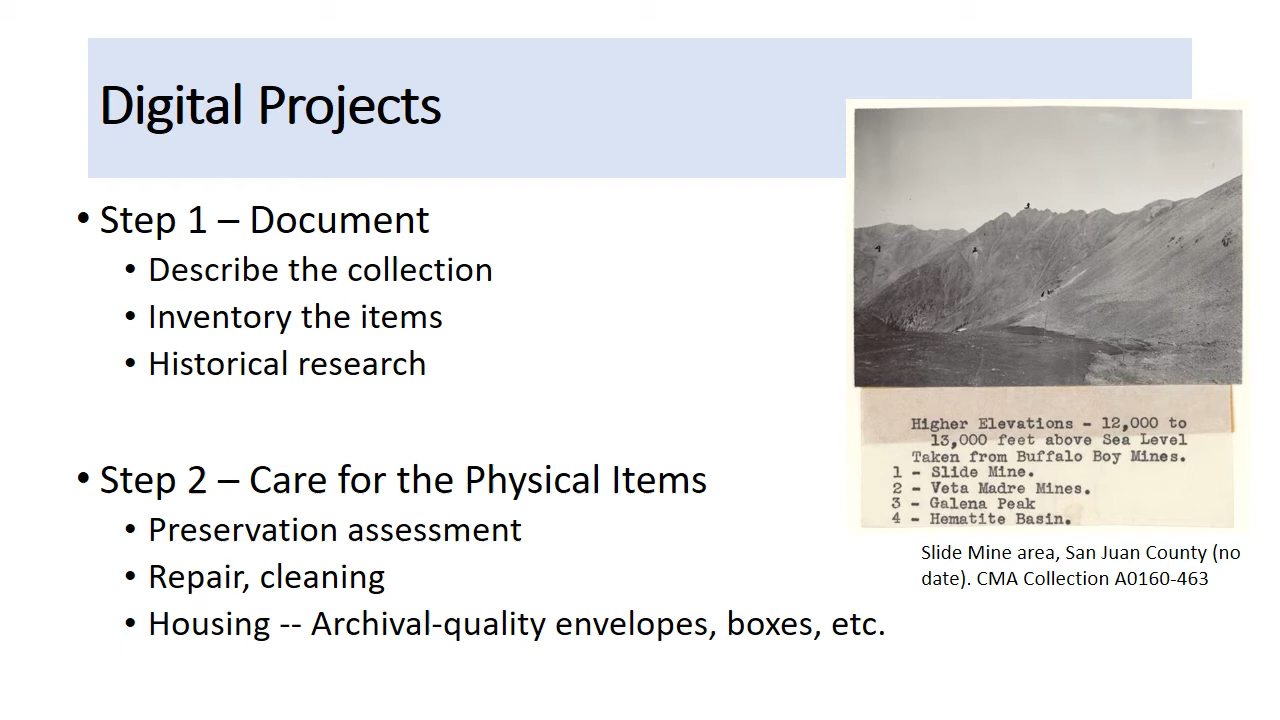 Digital Projects
• Step 1 – Document
• Describe the collection
• Inventory the items
• Historical research
• Step 2 – Care for the Physical Items
• Preservation assessment
• Repair, cleaning
• Housing -- Archival-quality envelopes, boxes, etc.
Higher Elevations - 12,000 to
13,000 feet above Sea Level
Taken from Buffalo Boy Mines.
1 - Slide Mine.
2 - Veta Madre Mines.
3 - Galena Peak
4 - Hematite Basin.
Slide Mine area, San Juan County (no
date). CMA Collection A0160-463